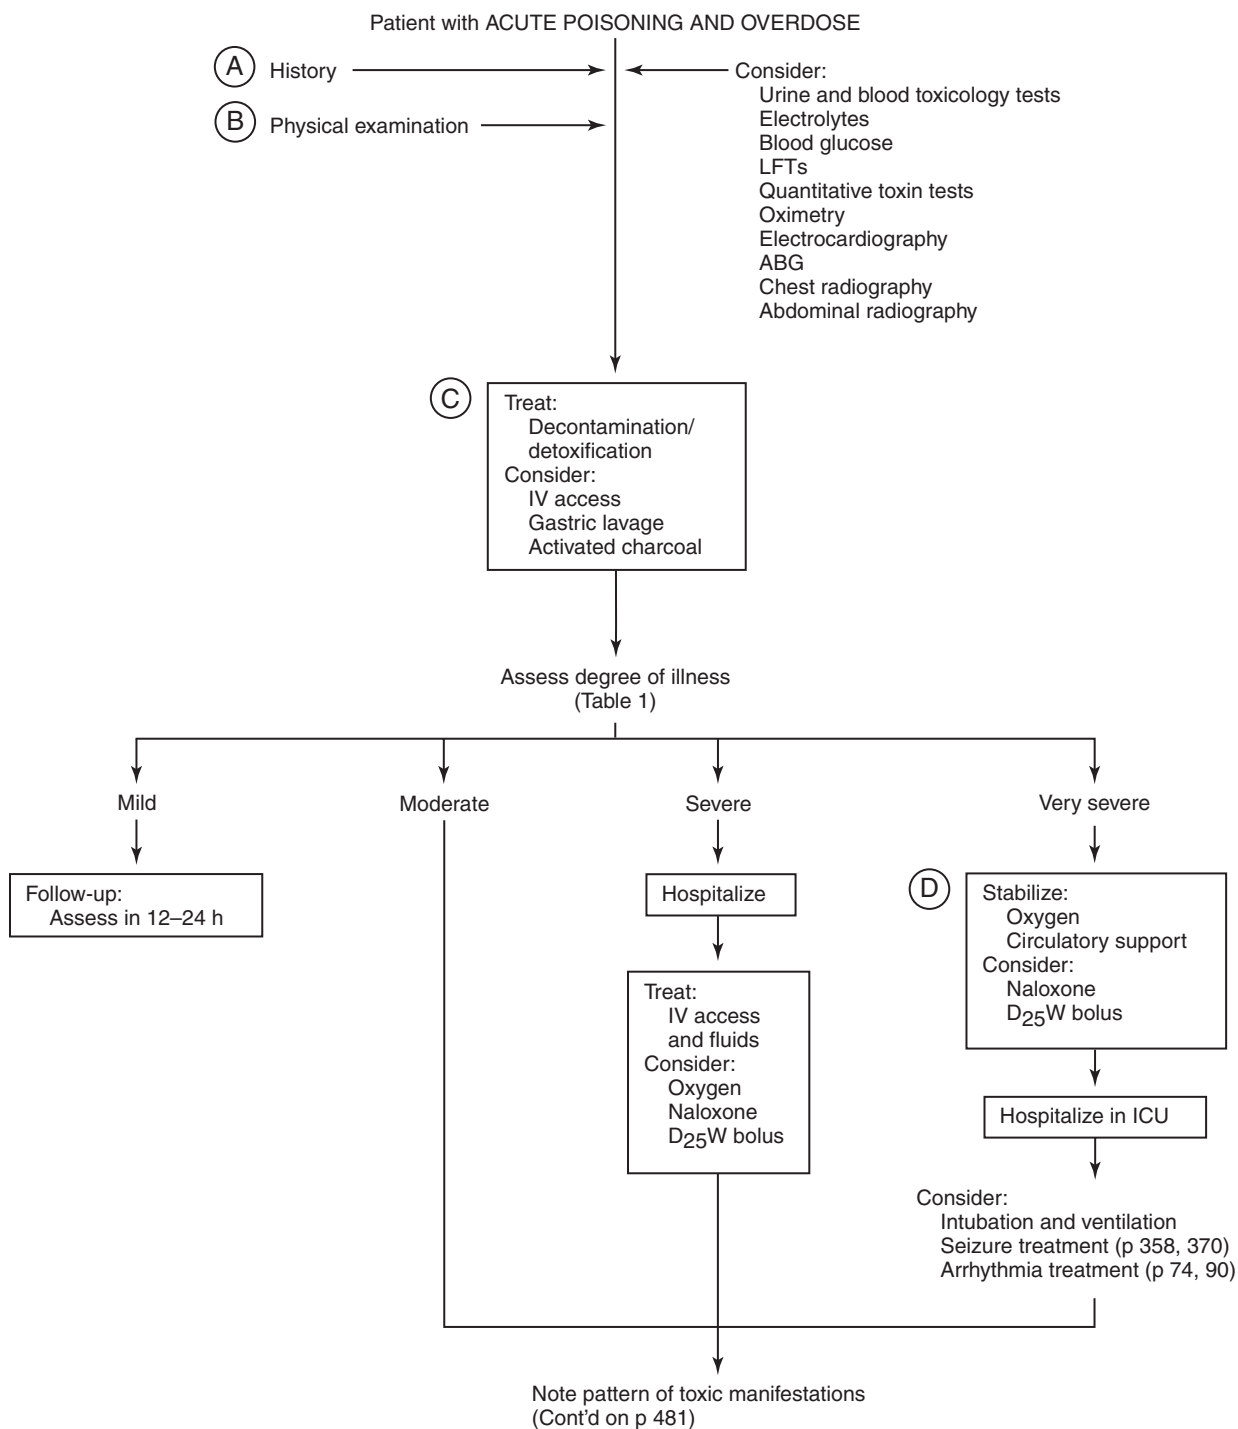 Patient with ACUTE POISONING AND OVERDOSE
A
History
B
Physical examination
Consider:
Urine and blood toxicology tests
Electrolytes
Blood glucose
LFTs
Quantitative toxin tests
Oximetry
Electrocardiography
ABG
Chest radiography
Abdominal radiography
C
Treat:
Decontamination/
detoxification
Consider:
IV access
Gastric lavage
Activated charcoal
Assess degree of illness
(Table 1)
Mild
Moderate
Severe
Very severe
Follow-up:
Assess in 12–24 h
Hospitalize
Treat:
IV access
and fluids
Consider:
Oxygen
Naloxone
D25W bolus
D
Stabilize:
Oxygen
Circulatory support
Consider:
Naloxone
D25W bolus
Hospitalize in ICU
Consider:
Intubation and ventilation
Seizure treatment (p 358, 370)
Arrhythmia treatment (p 74, 90)
Note pattern of toxic manifestations
(Cont'd on p 481)